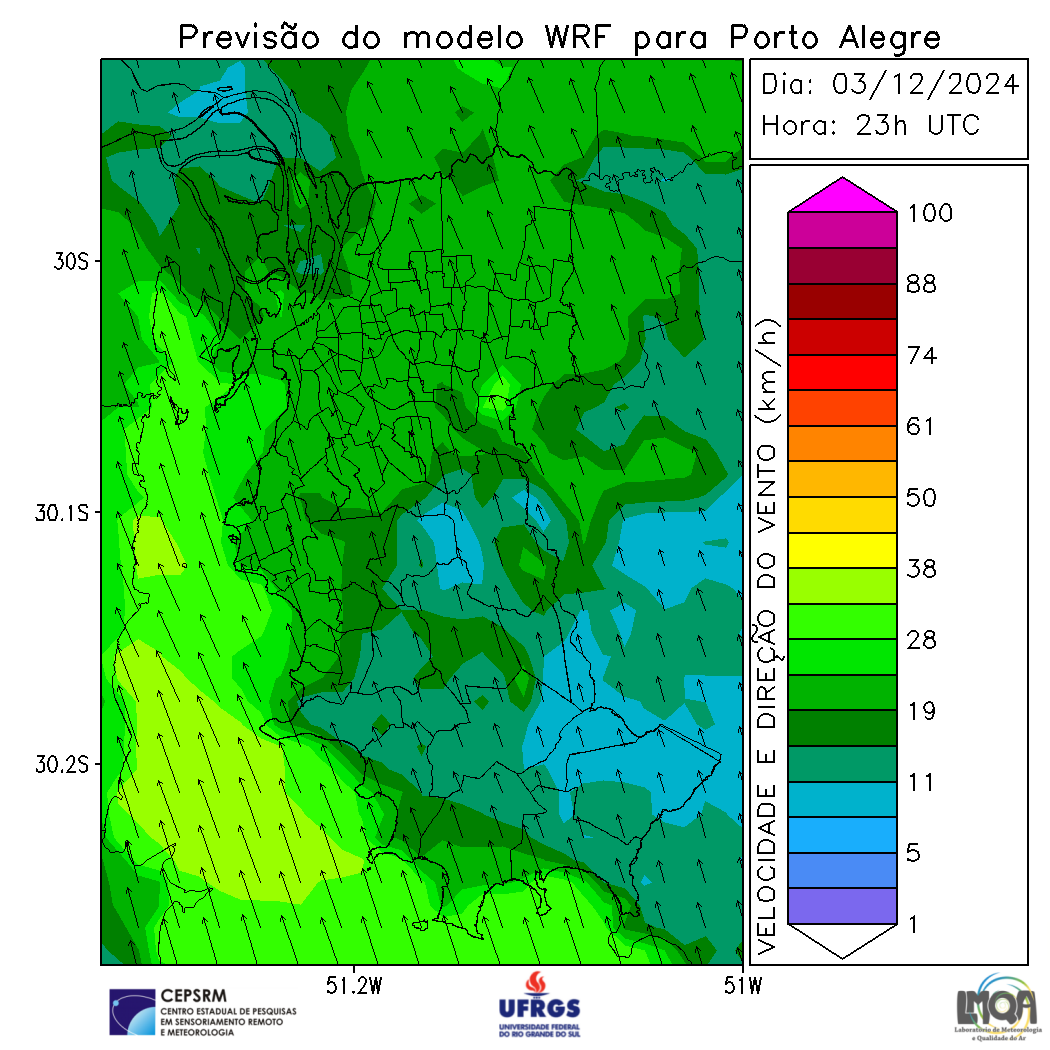 Previsão do modelo WRF para Porto Alegre
Dia: 03/12/2024
Hora: 23h UTC
30S
30.1S
30.2S
51.2W
51W
VELOCIDADE E DIREÇÃO DO VENTO (km/h)
100
88
74
61
50
38
28
19
11
5
1
CEPSRM
CENTRO ESTADUAL DE PESQUISAS
EM SENSORIAMENTO REMOTO
E METEOROLOGIA
UFRGS
UNIVERSIDADE FEDERAL
DO RIO GRANDE DO SUL
LMQA
Laboratório de Meteorologia
e Qualidade do Ar